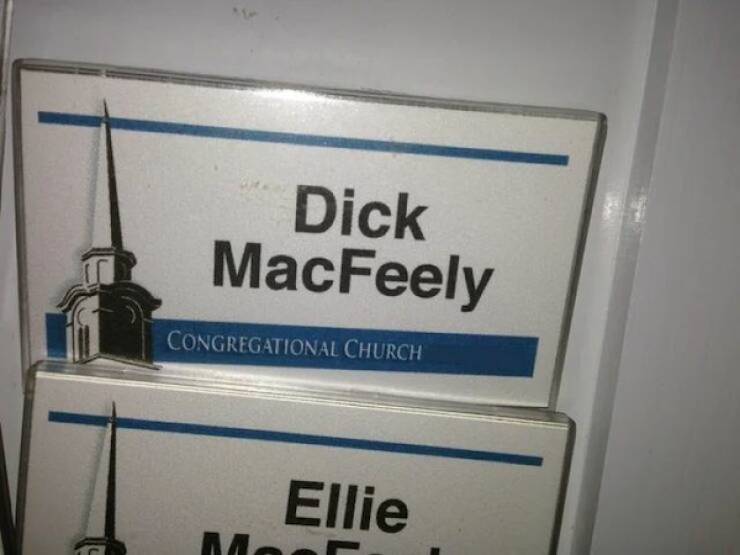 Dick
MacFeely
CONGREGATIONAL CHURCH
Ellie